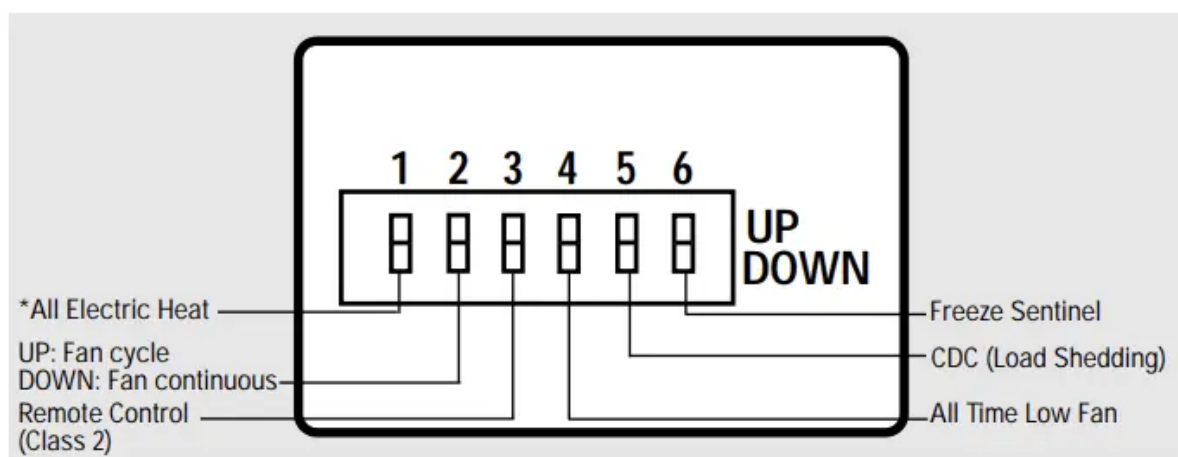 1 2 3 4 5 6
UP
DOWN
*All Electric Heat
UP: Fan cycle
DOWN: Fan continuous
Remote Control
(Class 2)
Freeze Sentinel
CDC (Load Shedding)
All Time Low Fan